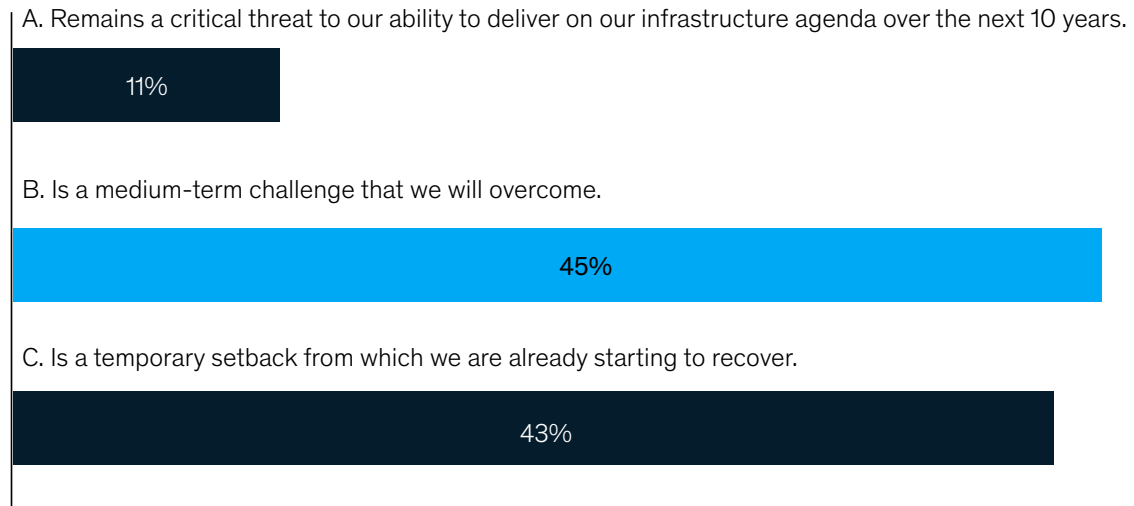 A. Remains a critical threat to our ability to deliver on our infrastructure agenda over the next 10 years.
11%
B. Is a medium-term challenge that we will overcome.
45%
C. Is a temporary setback from which we are already starting to recover.
43%